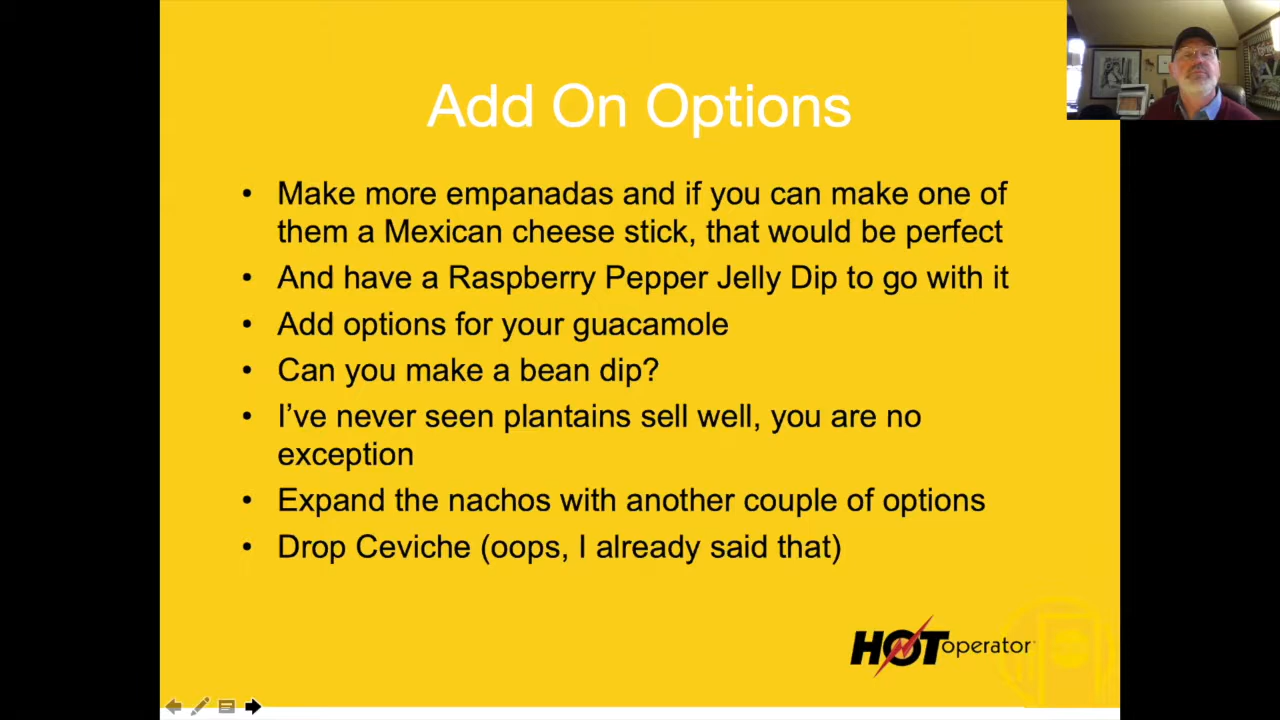 Add On Options
• Make more empanadas and if you can make one of
them a Mexican cheese stick, that would be perfect
• And have a Raspberry Pepper Jelly Dip to go with it
• Add options for your guacamole
• Can you make a bean dip?
• I’ve never seen plantains sell well, you are no
exception
• Expand the nachos with another couple of options
• Drop Ceviche (oops, I already said that)
HOToperator